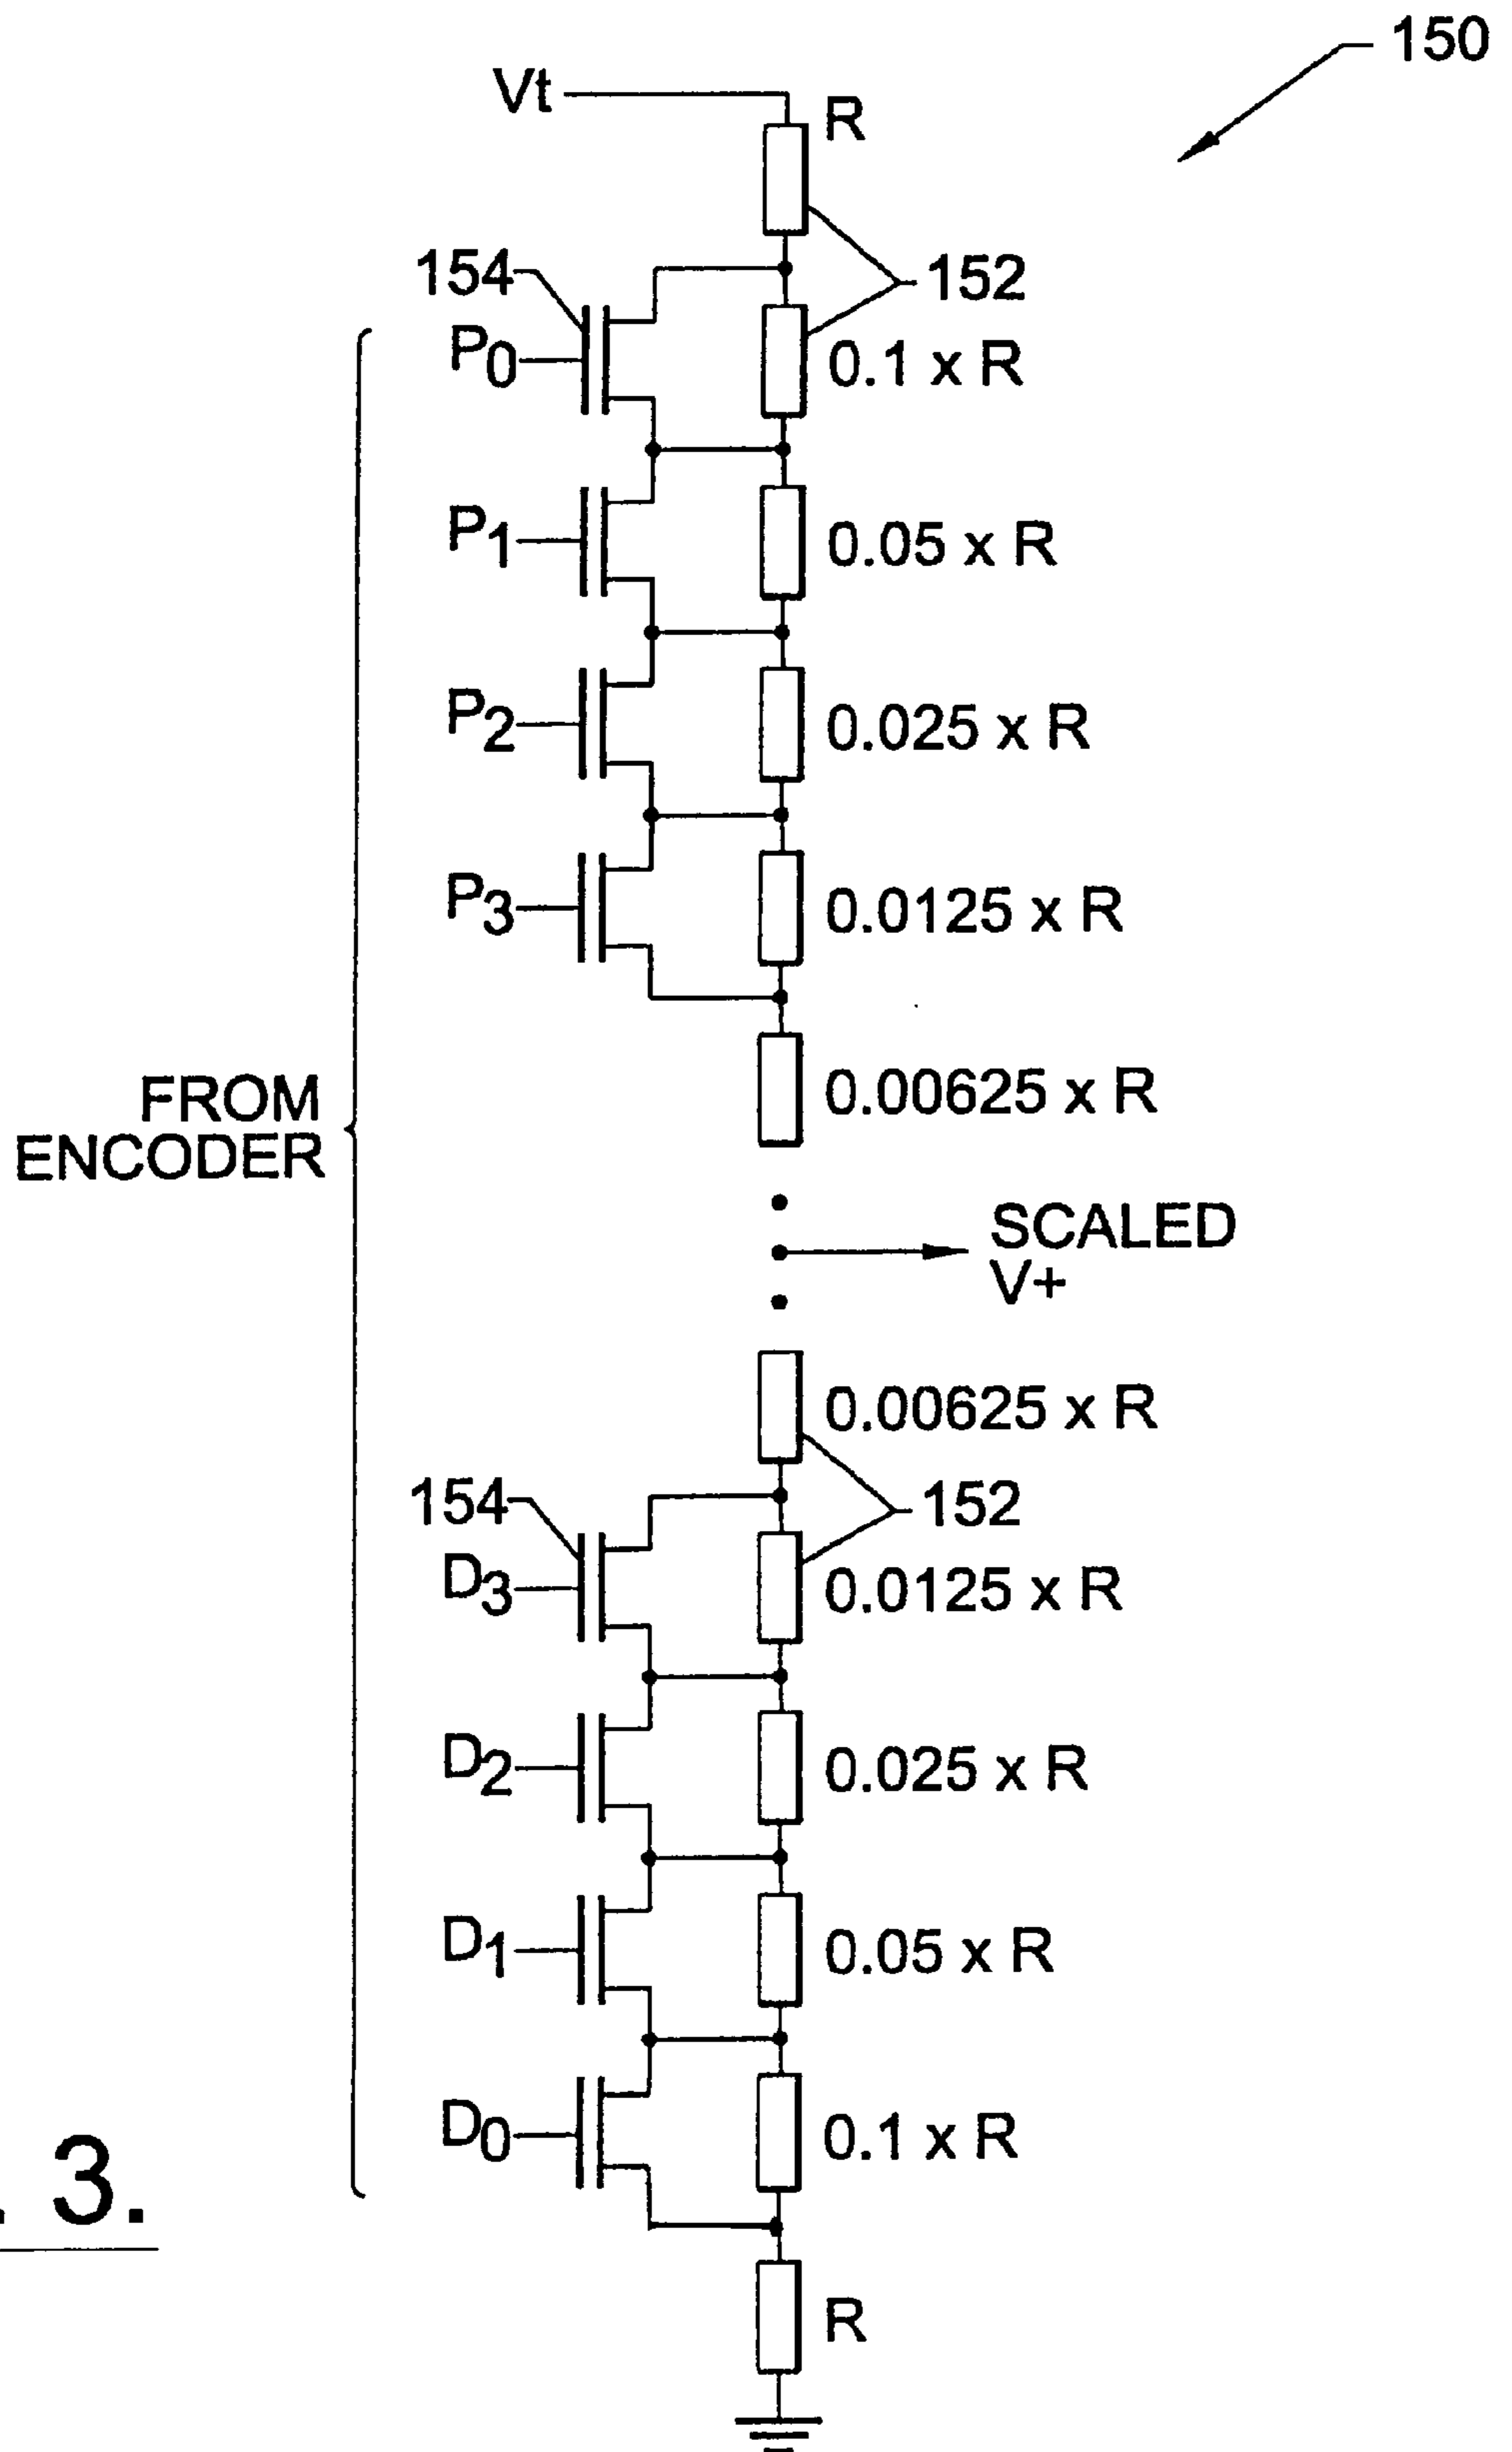 150
Vt
R
154
152
P0
0.1 x R
P1
0.05 x R
P2
0.025 x R
P3
0.0125 x R
FROM
ENCODER
0.00625 x R
SCALED
V+
0.00625 x R
154
152
D3
0.0125 x R
D2
0.025 x R
D1
0.05 x R
D0
0.1 x R
. 3.
R